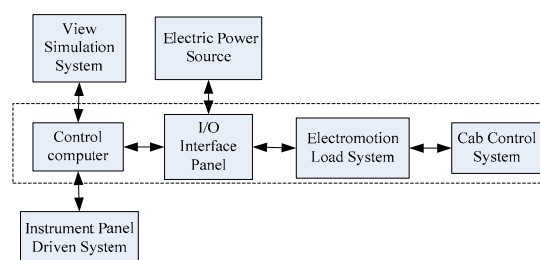 View
Simulation
System
Electric Power
Source
Control
computer
I/O
Interface
Panel
Electromotion
Load System
Cab Control
System
Instrument Panel
Driven System